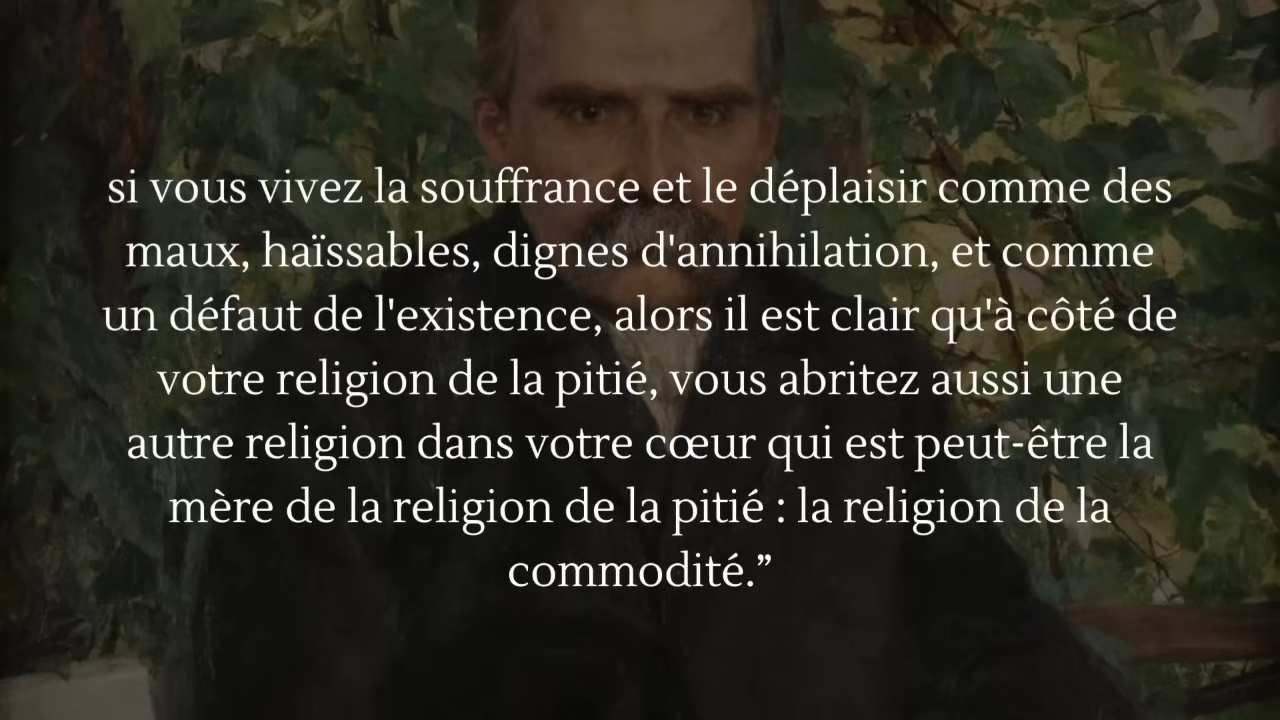 si vous vivez la souffrance et le déplaisir comme des
maux, haïssables, dignes d'annihilation, et comme
un défaut de l'existence, alors il est clair qu'à côté de
votre religion de la pitié, vous abritez aussi une
autre religion dans votre cœur qui est peut-être la
mère de la religion de la pitié : la religion de la
commodité.”